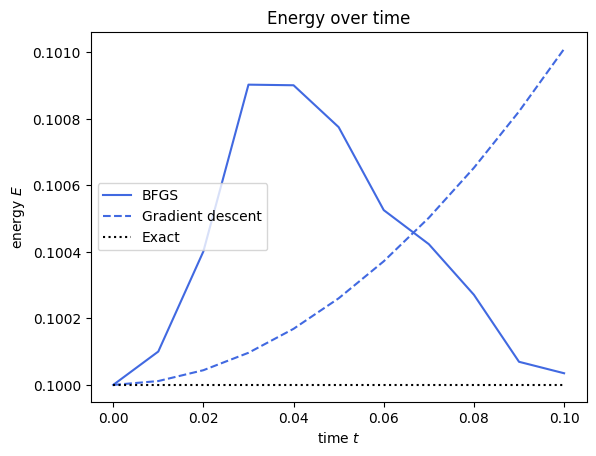 Energy over time
energy E
0.1010
0.1008
0.1006
0.1004
0.1002
0.1000
BFGS
Gradient descent
Exact
0.00 0.02 0.04 0.06 0.08 0.10
time t